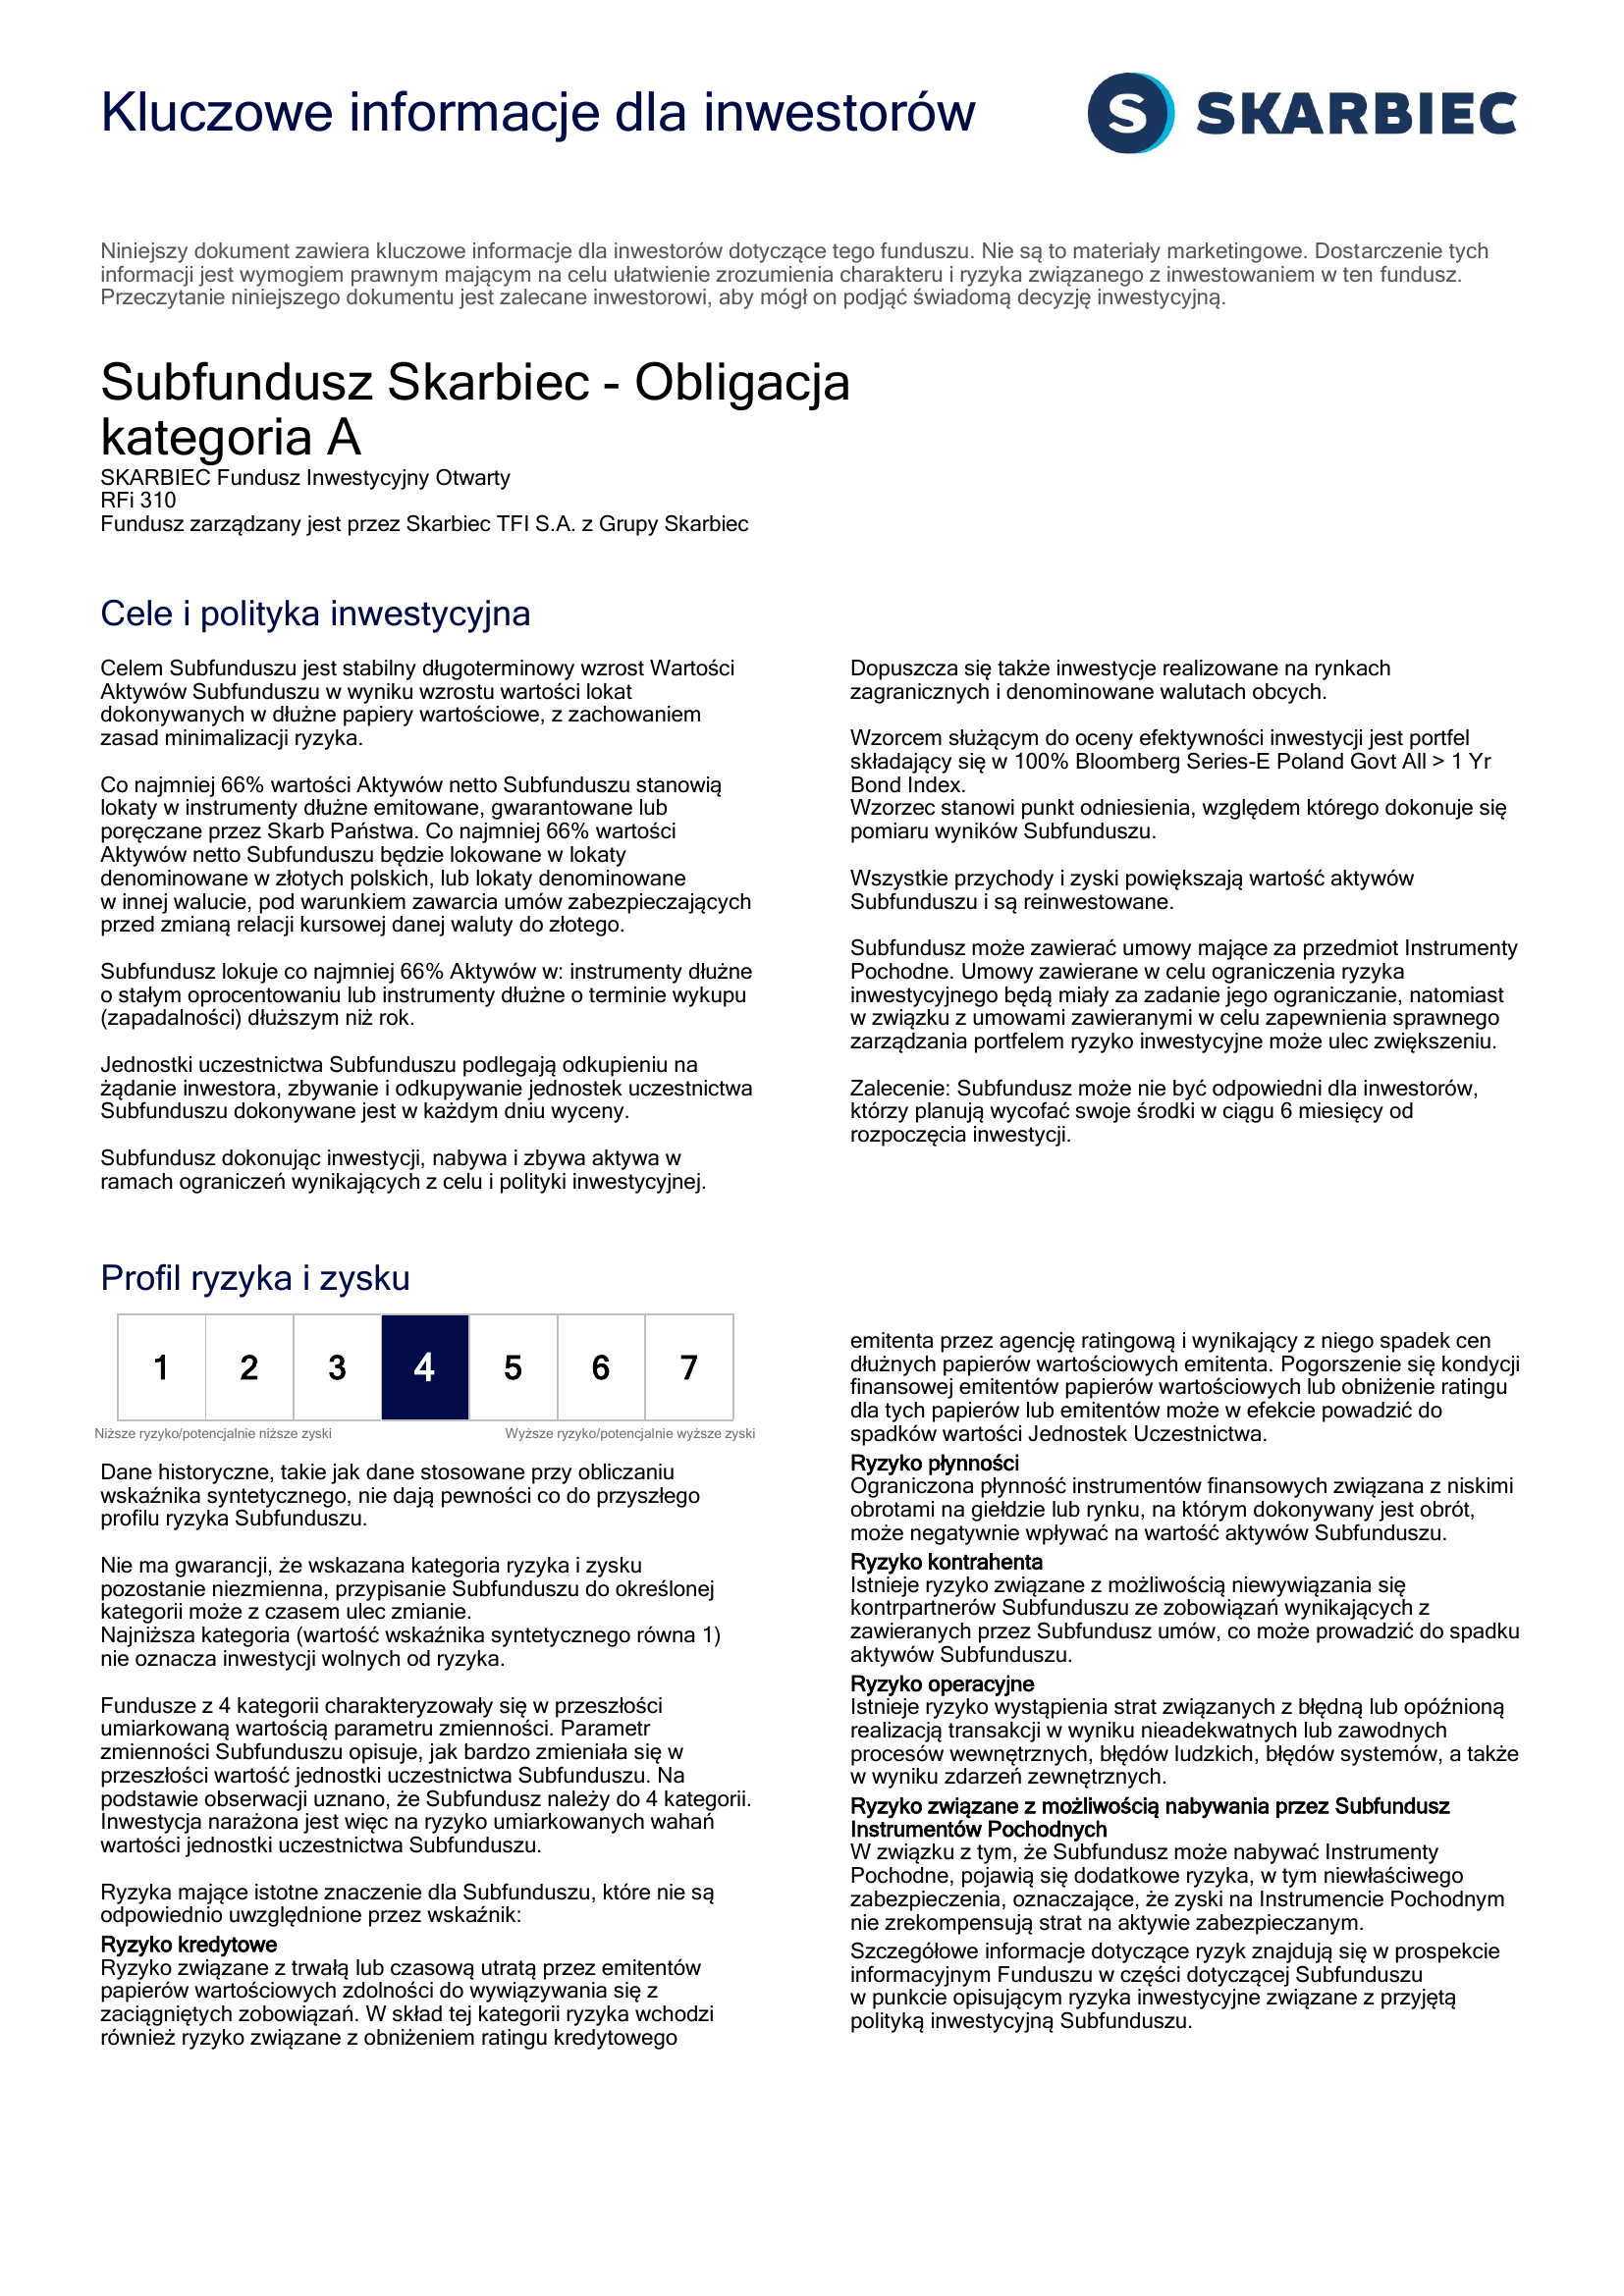 Kluczowe informacje dla inwestorów
S SKARBIEC
Niniejszy dokument zawiera kluczowe informacje dla inwestorów dotyczące tego funduszu. Nie są to materiały marketingowe. Dostarczenie tych
informacji jest wymogiem prawnym mającym na celu ułatwienie zrozumienia charakteru i ryzyka związanego z inwestowaniem w ten fundusz.
Przeczytanie niniejszego dokumentu jest zalecane inwestorowi, aby mógł on podjąć świadomą decyzję inwestycyjną.
Subfundusz Skarbiec - Obligacja
kategoria A
SKARBIEC Fundusz Inwestycyjny Otwarty
RFi 310
Fundusz zarządzany jest przez Skarbiec TFI S.A. z Grupy Skarbiec
Cele i polityka inwestycyjna
Celem Subfunduszu jest stabilny długoterminowy wzrost Wartości
Aktywów Subfunduszu w wyniku wzrostu wartości lokat
dokonywanych w dłużne papiery wartościowe, z zachowaniem
zasad minimalizacji ryzyka.
Co najmniej 66% wartości Aktywów netto Subfunduszu stanowią
lokaty w instrumenty dłużne emitowane, gwarantowane lub
poręczane przez Skarb Państwa. Co najmniej 66% wartości
Aktywów netto Subfunduszu będzie lokowane w lokaty
denominowane w złotych polskich, lub lokaty denominowane
w innej walucie, pod warunkiem zawarcia umów zabezpieczających
przed zmianą relacji kursowej danej waluty do złotego.
Subfundusz lokuje co najmniej 66% Aktywów w: instrumenty dłużne
o stałym oprocentowaniu lub instrumenty dłużne o terminie wykupu
(zapadalności) dłuższym niż rok.
Jednostki uczestnictwa Subfunduszu podlegają odkupieniu na
żądanie inwestora, zbywanie i odkupywanie jednostek uczestnictwa
Subfunduszu dokonywane jest w każdym dniu wyceny.
Subfundusz dokonując inwestycji, nabywa i zbywa aktywa w
ramach ograniczeń wynikających z celu i polityki inwestycyjnej.
Dopuszcza się także inwestycje realizowane na rynkach
zagranicznych i denominowane walutach obcych.
Wzorcem służącym do oceny efektywności inwestycji jest portfel
składający się w 100% Bloomberg Series-E Poland Govt All > 1 Yr
Bond Index.
Wzorzec stanowi punkt odniesienia, względem którego dokonuje się
pomiaru wyników Subfunduszu.
Wszystkie przychody i zyski powiększają wartość aktywów
Subfunduszu i są reinwestowane.
Subfundusz może zawierać umowy mające za przedmiot Instrumenty
Pochodne. Umowy zawierane w celu ograniczenia ryzyka
inwestycyjnego będą miały za zadanie jego ograniczanie, natomiast
w związku z umowami zawieranymi w celu zapewnienia sprawnego
zarządzania portfelem ryzyko inwestycyjne może ulec zwiększeniu.
Zalecenie: Subfundusz może nie być odpowiedni dla inwestorów,
którzy planują wycofać swoje środki w ciągu 6 miesięcy od
rozpoczęcia inwestycji.
Profil ryzyka i zysku
1 2 3 4 5 6 7
Niższe ryzyko/potencjalnie niższe zyski Wyższe ryzyko/potencjalnie wyższe zyski
Dane historyczne, takie jak dane stosowane przy obliczaniu
wskaźnika syntetycznego, nie dają pewności co do przyszłego
profilu ryzyka Subfunduszu.
Nie ma gwarancji, że wskazana kategoria ryzyka i zysku
pozostanie niezmienna, przypisanie Subfunduszu do określonej
kategorii może z czasem ulec zmianie.
Najniższa kategoria (wartość wskaźnika syntetycznego równa 1)
nie oznacza inwestycji wolnych od ryzyka.
Fundusze z 4 kategorii charakteryzowały się w przeszłości
umiarkowaną wartością parametru zmienności. Parametr
zmienności Subfunduszu opisuje, jak bardzo zmieniała się w
przeszłości wartość jednostki uczestnictwa Subfunduszu. Na
podstawie obserwacji uznano, że Subfundusz należy do 4 kategorii.
Inwestycja narażona jest więc na ryzyko umiarkowanych wahań
wartości jednostki uczestnictwa Subfunduszu.
Ryzyka mające istotne znaczenie dla Subfunduszu, które nie są
odpowiednio uwzględnione przez wskaźnik:
Ryzyko kredytowe
Ryzyko związane z trwałą lub czasową utratą przez emitentów
papierów wartościowych zdolności do wywiązywania się z
zaciągniętych zobowiązań. W skład tej kategorii ryzyka wchodzi
również ryzyko związane z obniżeniem ratingu kredytowego
emitenta przez agencję ratingową i wynikający z niego spadek cen
dłużnych papierów wartościowych emitenta. Pogorszenie się kondycji
finansowej emitentów papierów wartościowych lub obniżenie ratingu
dla tych papierów lub emitentów może w efekcie powadzić do
spadków wartości Jednostek Uczestnictwa.
Ryzyko płynności
Ograniczona płynność instrumentów finansowych związana z niskimi
obrotami na giełdzie lub rynku, na którym dokonywany jest obrót,
może negatywnie wpływać na wartość aktywów Subfunduszu.
Ryzyko kontrahenta
Istnieje ryzyko związane z możliwością niewywiązania się
kontrpartnerów Subfunduszu ze zobowiązań wynikających z
zawieranych przez Subfundusz umów, co może prowadzić do spadku
aktywów Subfunduszu.
Ryzyko operacyjne
Istnieje ryzyko wystąpienia strat związanych z błędną lub opóźnioną
realizacją transakcji w wyniku nieadekwatnych lub zawodnych
procesów wewnętrznych, błędów ludzkich, błędów systemów, a także
w wyniku zdarzeń zewnętrznych.
Ryzyko związane z możliwością nabywania przez Subfundusz
Instrumentów Pochodnych
W związku z tym, że Subfundusz może nabywać Instrumenty
Pochodne, pojawią się dodatkowe ryzyka, w tym niewłaściwego
zabezpieczenia, oznaczające, że zyski na Instrumencie Pochodnym
nie zrekompensują strat na aktywie zabezpieczanym.
Szczegółowe informacje dotyczące ryzyk znajdują się w prospekcie
informacyjnym Funduszu w części dotyczącej Subfunduszu
w punkcie opisującym ryzyka inwestycyjne związane z przyjętą
polityką inwestycyjną Subfunduszu.